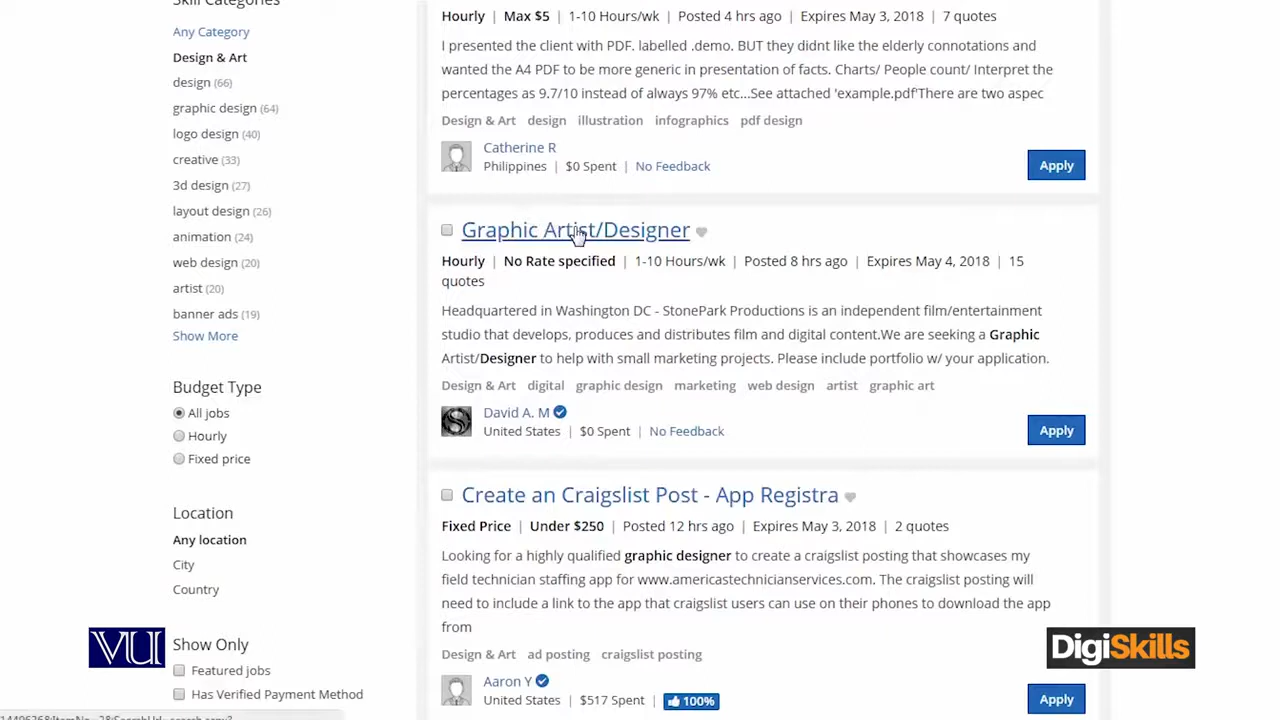 Skill Categories
Any Category
Design & Art
design (66)
graphic design (64)
logo design (40)
creative (33)
3d design (27)
layout design (26)
animation (24)
web design (20)
artist (20)
banner ads (19)
Show More
Budget Type
All jobs
Hourly
Fixed price
Location
Any location
City
Country
Show Only
Featured jobs
Has Verified Payment Method
Hourly | Max $5 | 1-10 Hours/wk | Posted 4 hrs ago | Expires May 3, 2018 | 7 quotes
I presented the client with PDF. labelled .demo. BUT they didnt like the elderly connotations and
wanted the A4 PDF to be more generic in presentation of facts. Charts/ People count/ Interpret the
percentages as 9.7/10 instead of always 97% etc...See attached 'example.pdf'There are two aspec
Design & Art design illustration infographics pdf design
Catherine R
Philippines | $0 Spent | No Feedback
Apply
Graphic Artist/Designer
Hourly | No Rate specified | 1-10 Hours/wk | Posted 8 hrs ago | Expires May 4, 2018 | 15
quotes
Headquartered in Washington DC - StonePark Productions is an independent film/entertainment
studio that develops, produces and distributes film and digital content.We are seeking a Graphic
Artist/Designer to help with small marketing projects. Please include portfolio w/ your application.
Design & Art digital graphic design marketing web design artist graphic art
David A. M
United States | $0 Spent | No Feedback
Apply
Create an Craigslist Post - App Registra
Fixed Price | Under $250 | Posted 12 hrs ago | Expires May 3, 2018 | 2 quotes
Looking for a highly qualified graphic designer to create a craigslist posting that showcases my
field technician staffing app for www.americastechnicianservices.com. The craigslist posting will
need to include a link to the app that craigslist users can use on their phones to download the app
from
Design & Art ad posting craigslist posting
Aaron Y
United States | $517 Spent | 100%
Apply
VU
DigiSkills